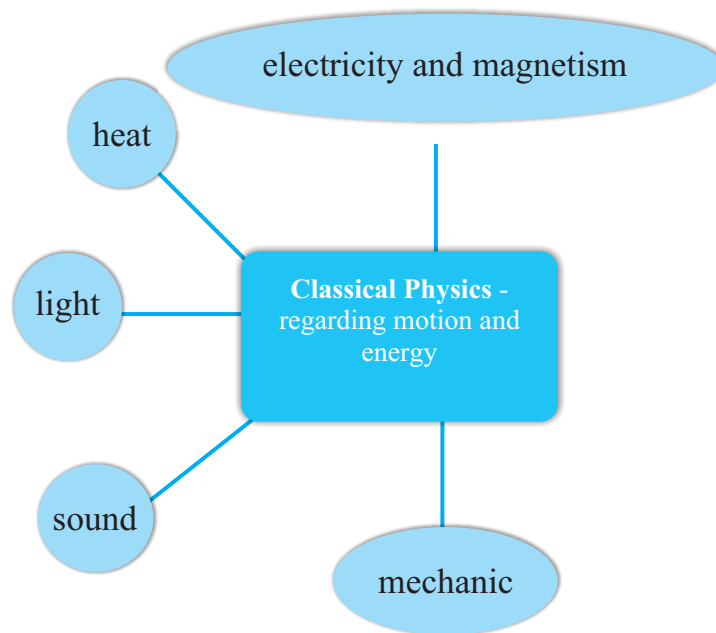 electricity and magnetism
heat
light
Classical Physics -
regarding motion and
energy
sound
mechanic